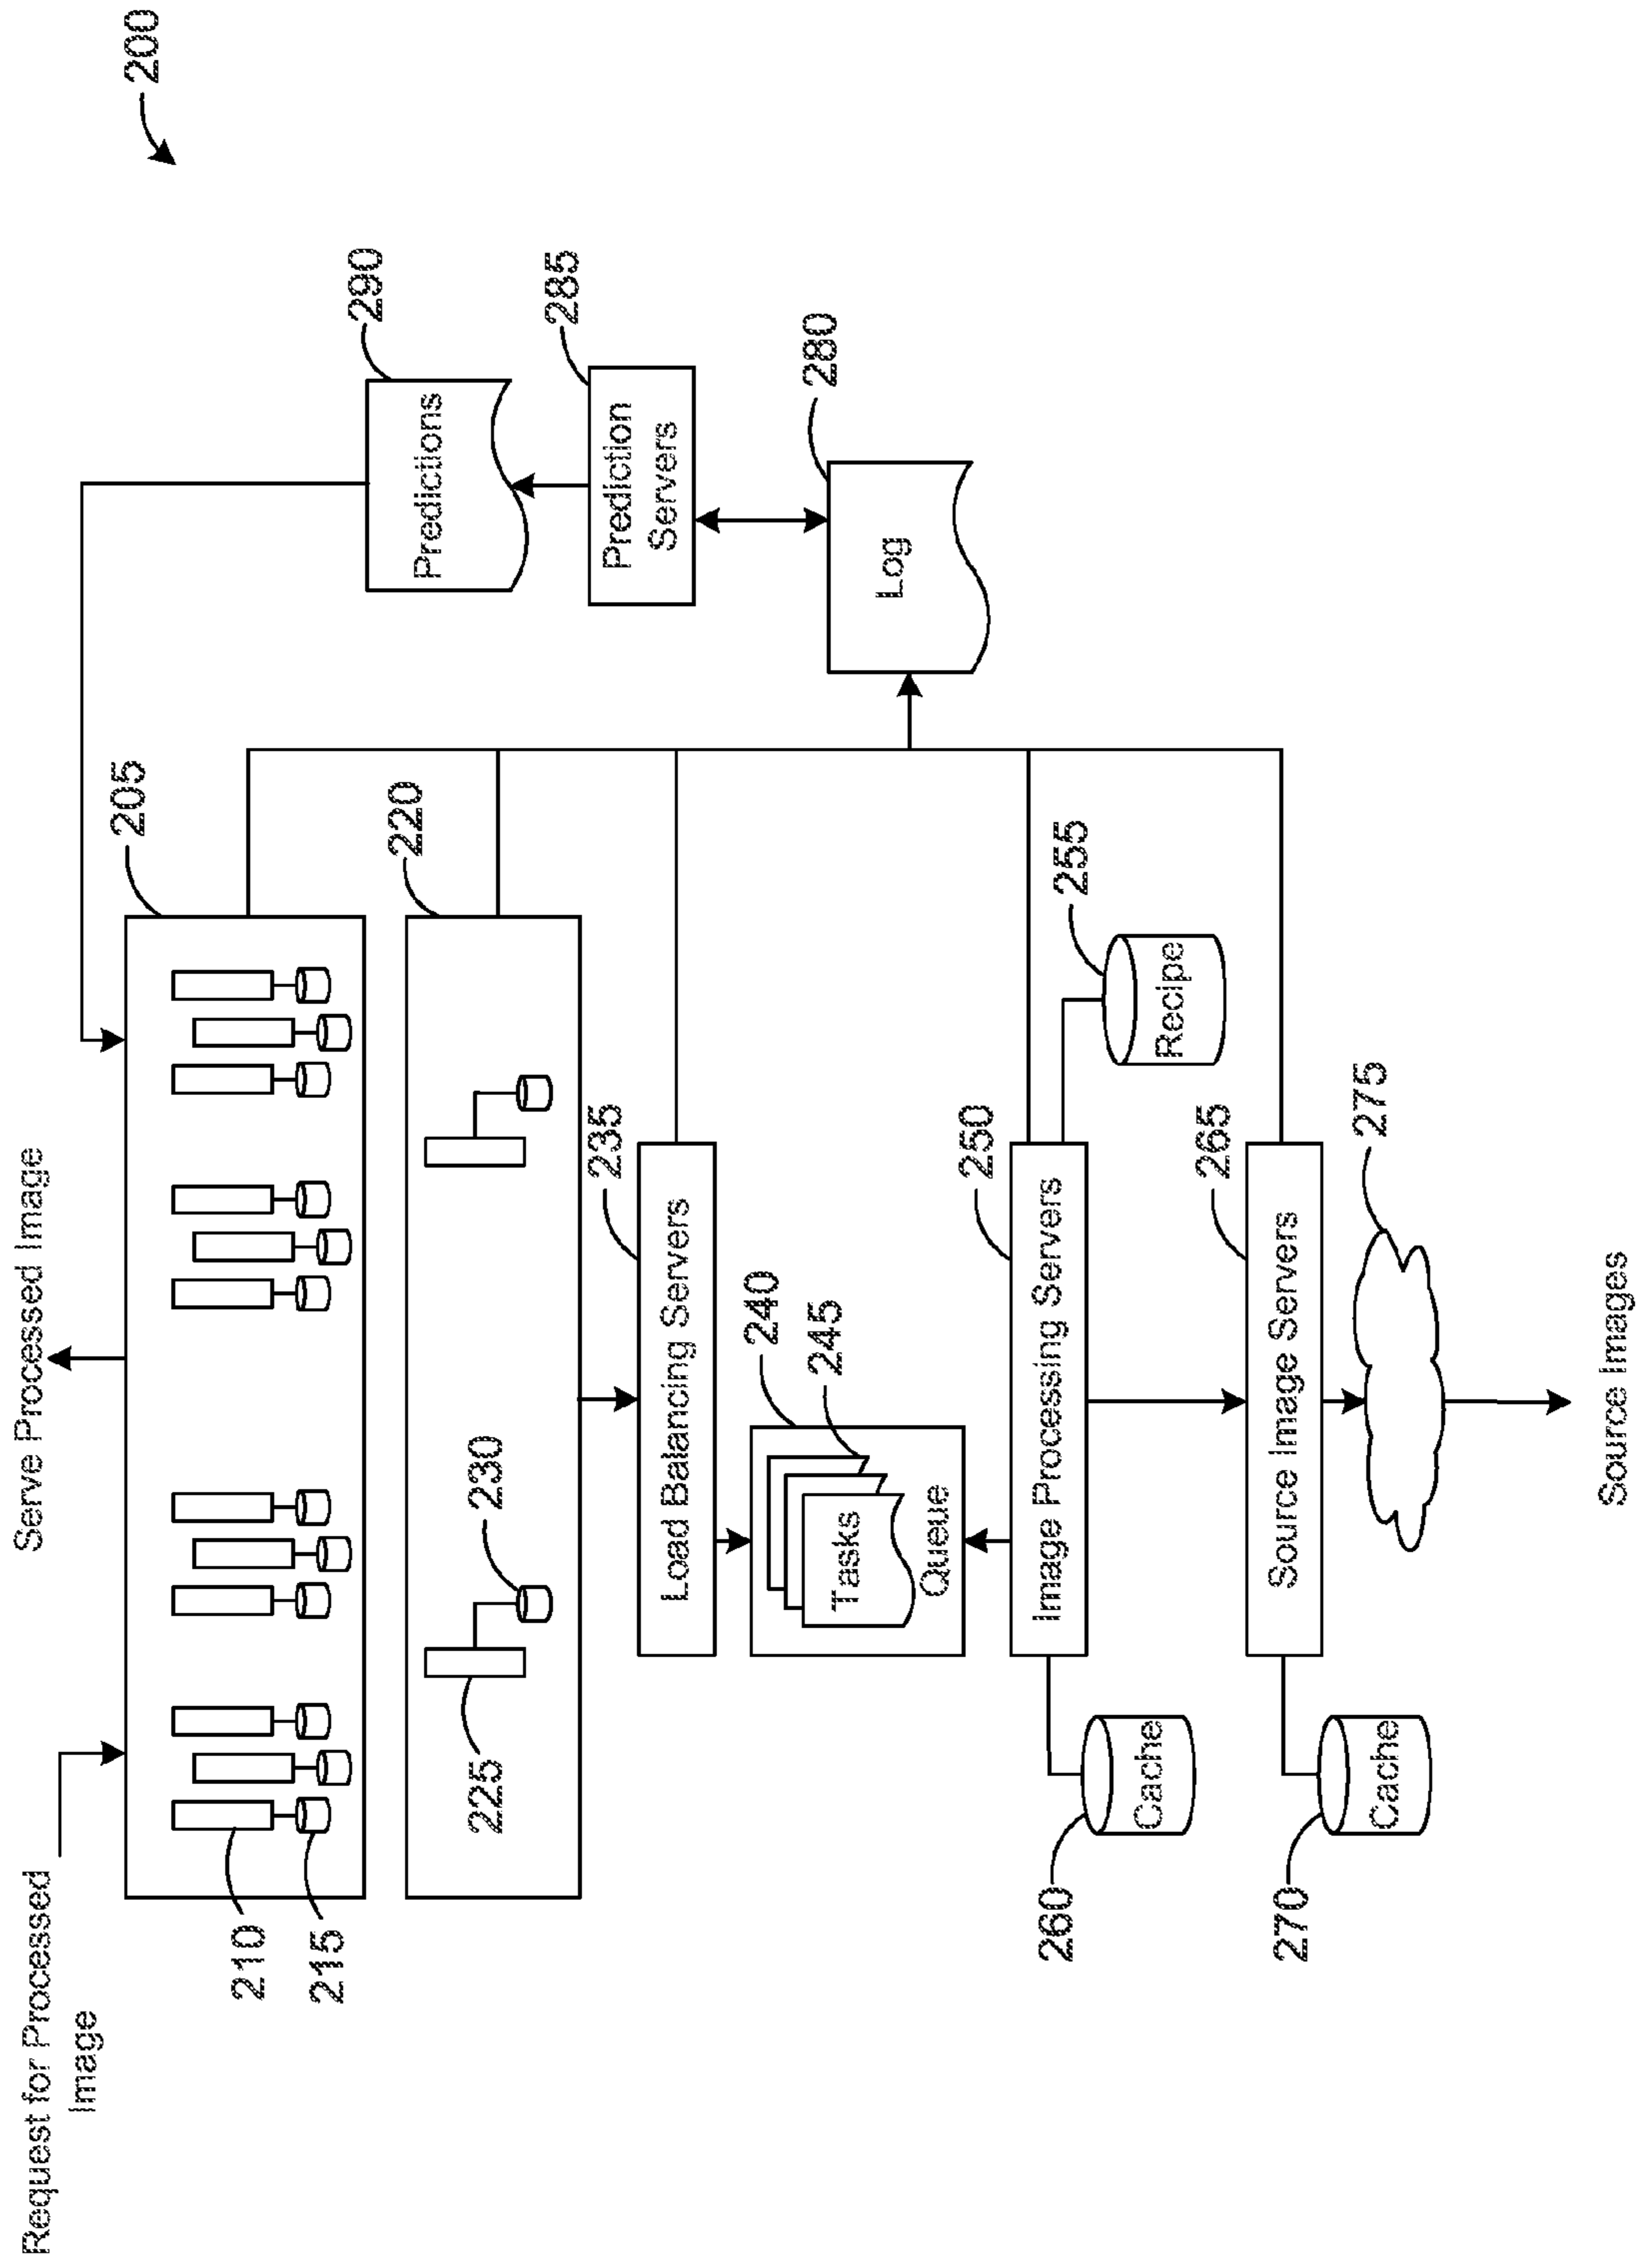 200
Serve Processed Image
Request for Processed
Image
205
210
215
220
225
230
290
Predictions
285
Prediction
Servers
280
Log
235
Load Balancing Servers
240
245
Tasks
Queue
250
Image Processing Servers
255
Recipe
260
Cache
265
Source Image Servers
270
Cache
275
Source Images